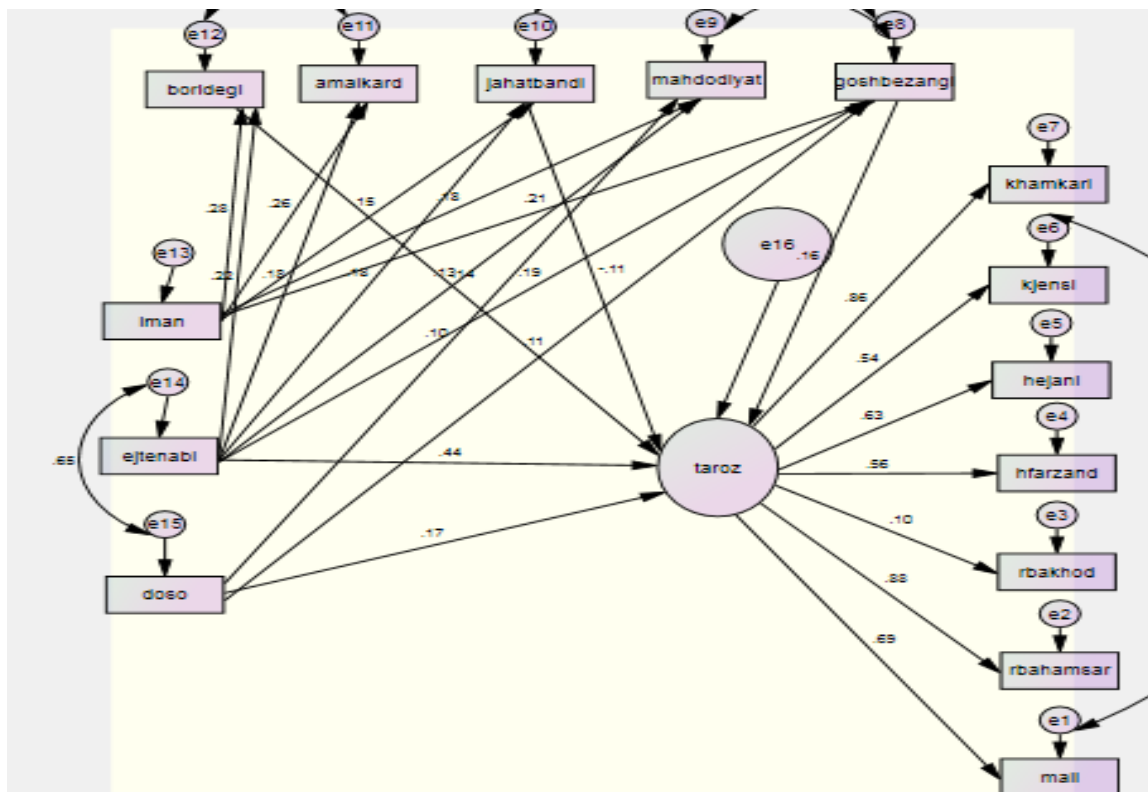 e12
e11
e10
e9
e8
boridegi
amalkard
jahatbandi
mahdodiyat
goshbezangi
e7
khamkari
.28
.26
.15
.18
.21
e6
e16
.16
kjensi
e13
.22
.18
.18
.13
.14
.19
-.11
.86
iman
.10
.11
.54
e5
hejani
e14
.63
e4
.65
ejtenabi
.44
taroz
.56
hfarzand
e15
.10
e3
.17
rbakhod
doso
.88
e2
.69
rbahamsar
e1
mali